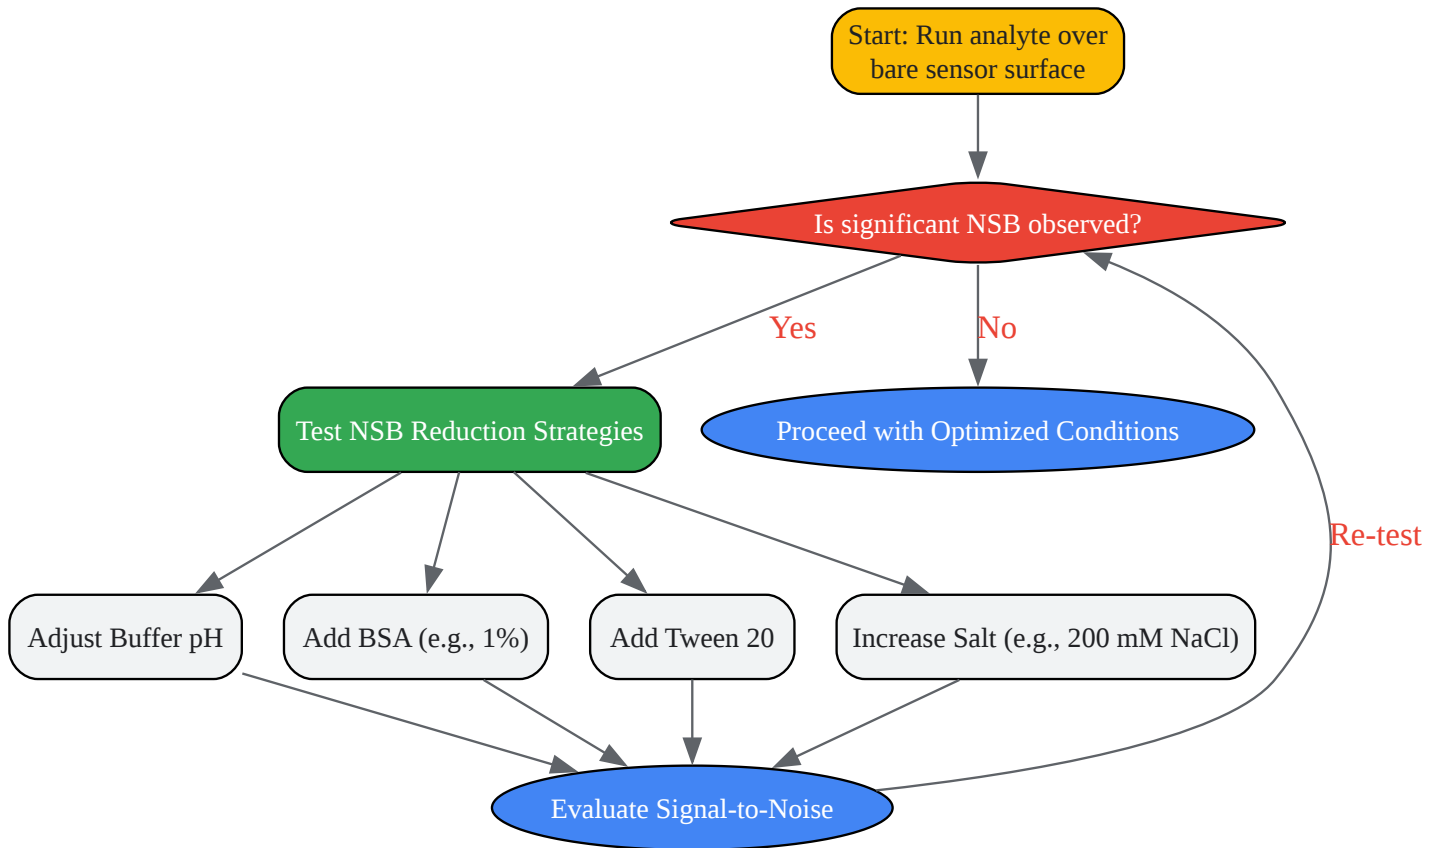 Start: Run analyte over
bare sensor surface
Is significant NSB observed?
Yes
No
Test NSB Reduction Strategies
Proceed with Optimized Conditions
Re-test
Adjust Buffer pH
Add BSA (e.g., 1%)
Add Tween 20
Increase Salt (e.g., 200 mM NaCl)
Evaluate Signal-to-Noise